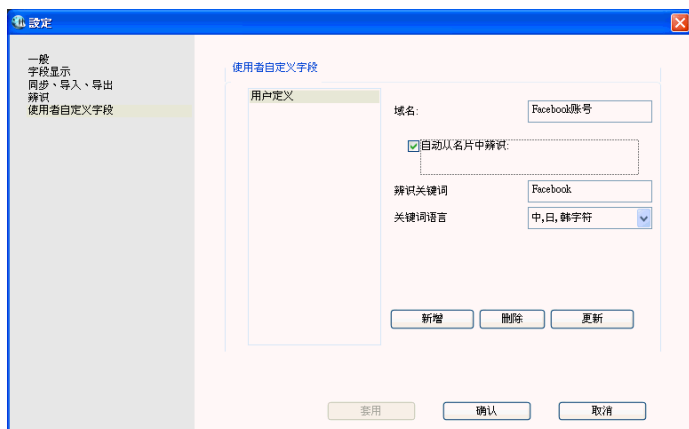 設定
一般
字段显示
同步、导入、导出
辨识
使用者自定义字段
使用者自定义字段
用户定义
域名:
Facebook账号
自动从名片中辨识:
辨识关键词
Facebook
关键词语言
中,日,韩字符
新增
删除
更新
套用
确认
取消